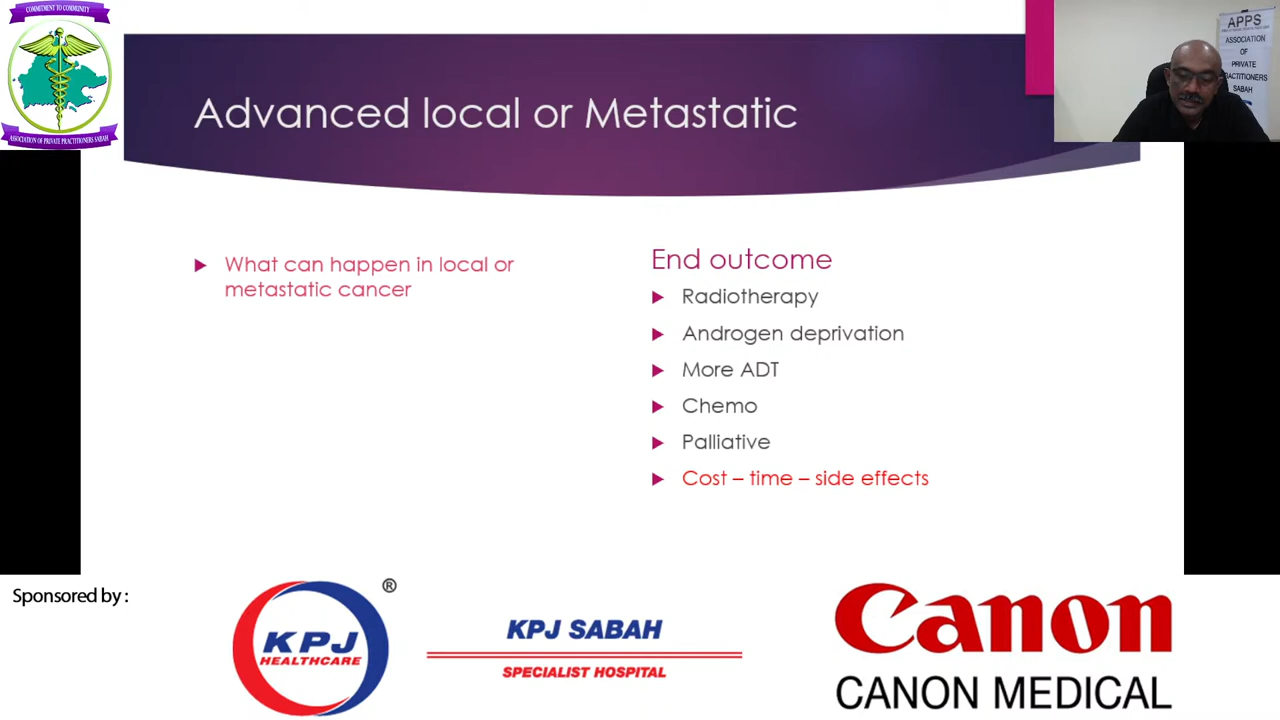 COMMITMENT TO COMMUNITY
ASSOCIATION OF PRIVATE PRACTITIONERS SABAH
Advanced local or Metastatic
APPS
ASSOCIATION
OF
PRIVATE
PRACTITIONERS
SABAH
What can happen in local or
metastatic cancer
End outcome
Radiotherapy
Androgen deprivation
More ADT
Chemo
Palliative
Cost – time – side effects
Sponsored by :
KPJ
HEALTHCARE
®
KPJ SABAH
SPECIALIST HOSPITAL
Canon
CANON MEDICAL